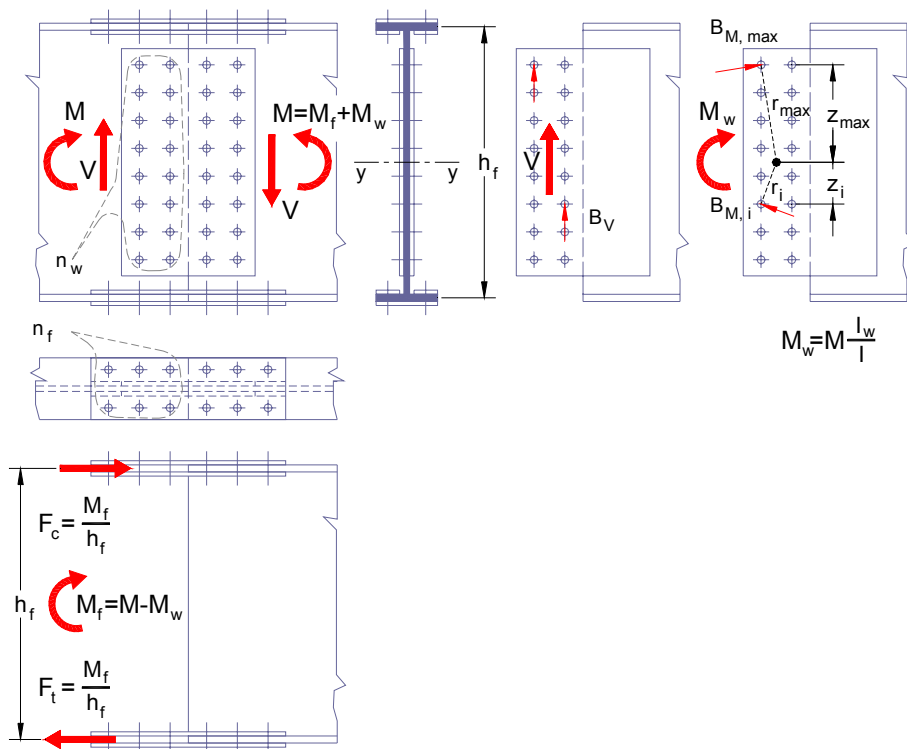 M
V
M=M_f+M_w
V
n_w
y y
h_f
V
B_V
B_M, max
r_max
z_max
M_w
r_i
z_i
B_M, i
M_w=M I_w/I
n_f
F_c= M_f/h_f
h_f
M_f=M-M_w
F_t= M_f/h_f